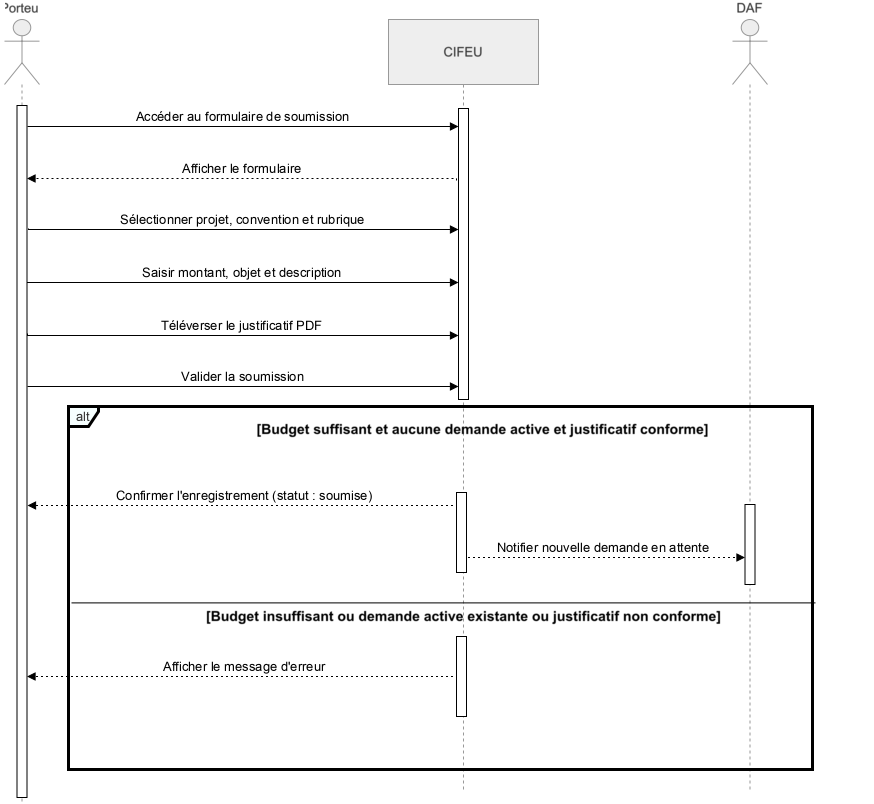 Porteu
DAF
CIFEU
Accéder au formulaire de soumission
Afficher le formulaire
Sélectionner projet, convention et rubrique
Saisir montant, objet et description
Téléverser le justificatif PDF
Valider la soumission
alt
[Budget suffisant et aucune demande active et justificatif conforme]
Confirmer l'enregistrement (statut : soumise)
Notifier nouvelle demande en attente
[Budget insuffisant ou demande active existante ou justificatif non conforme]
Afficher le message d'erreur